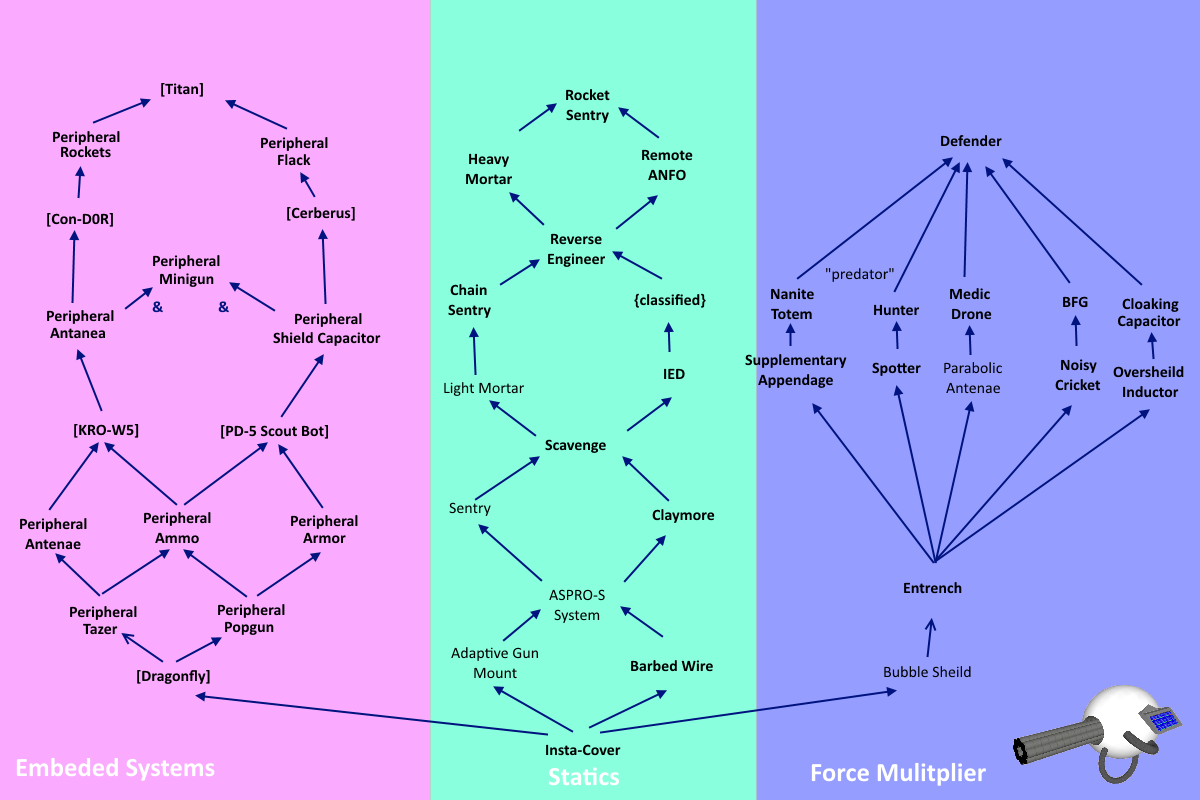 [Titan]
Peripheral
Rockets
Peripheral
Flack
[Con-D0R]
[Cerberus]
Peripheral
Minigun
&
&
Peripheral
Antanea
Peripheral
Shield Capacitor
[KRO-W5]
[PD-5 Scout Bot]
Peripheral
Antenae
Peripheral
Ammo
Peripheral
Armor
Peripheral
Tazer
Peripheral
Popgun
[Dragonfly]
Embeded Systems
Rocket
Sentry
Heavy
Mortar
Remote
ANFO
Reverse
Engineer
Chain
Sentry
{classified}
Light Mortar
IED
Scavenge
Sentry
Claymore
ASPRO-S
System
Adaptive Gun
Mount
Barbed Wire
Insta-Cover
Statics
Defender
"predator"
Nanite
Totem
Hunter
Medic
Drone
BFG
Cloaking
Capacitor
Supplementary
Appendage
Spotter
Parabolic
Antenae
Noisy
Cricket
Oversheild
Inductor
Entrench
Bubble Sheild
Force Mulitplier